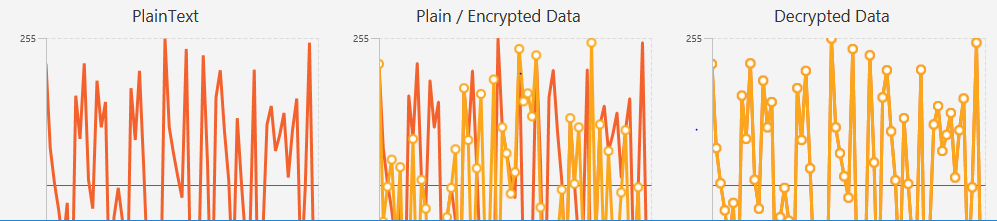 PlainText
Plain / Encrypted Data
Decrypted Data
255
255
255